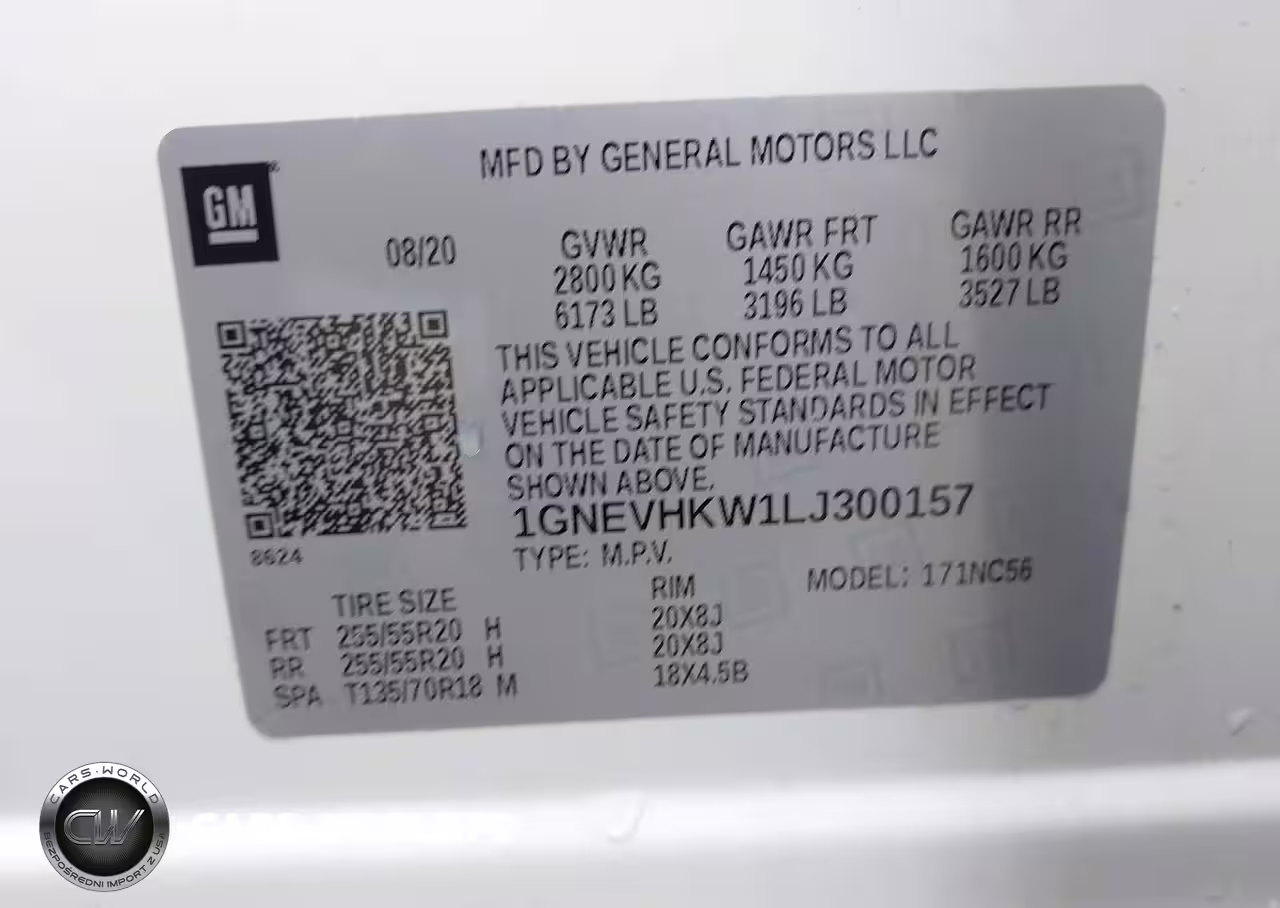 MFD BY GENERAL MOTORS LLC
GM
08/20
GVWR GAWR FRT GAWR RR
2800 KG 1450 KG 1600 KG
6173 LB 3196 LB 3527 LB
THIS VEHICLE CONFORMS TO ALL
APPLICABLE U.S. FEDERAL MOTOR
VEHICLE SAFETY STANDARDS IN EFFECT
ON THE DATE OF MANUFACTURE
SHOWN ABOVE.
1GNEVHKW1LJ300157
8624
TYPE: M.P.V. MODEL: 171NC56
TIRE SIZE RIM
FRT 255/55R20 H 20X8J
RR 255/55R20 H 20X8J
SPA T135/70R18 M 18X4.5B
CARS-WORLD
CW
BEZPOŚREDNI IMPORT Z USA